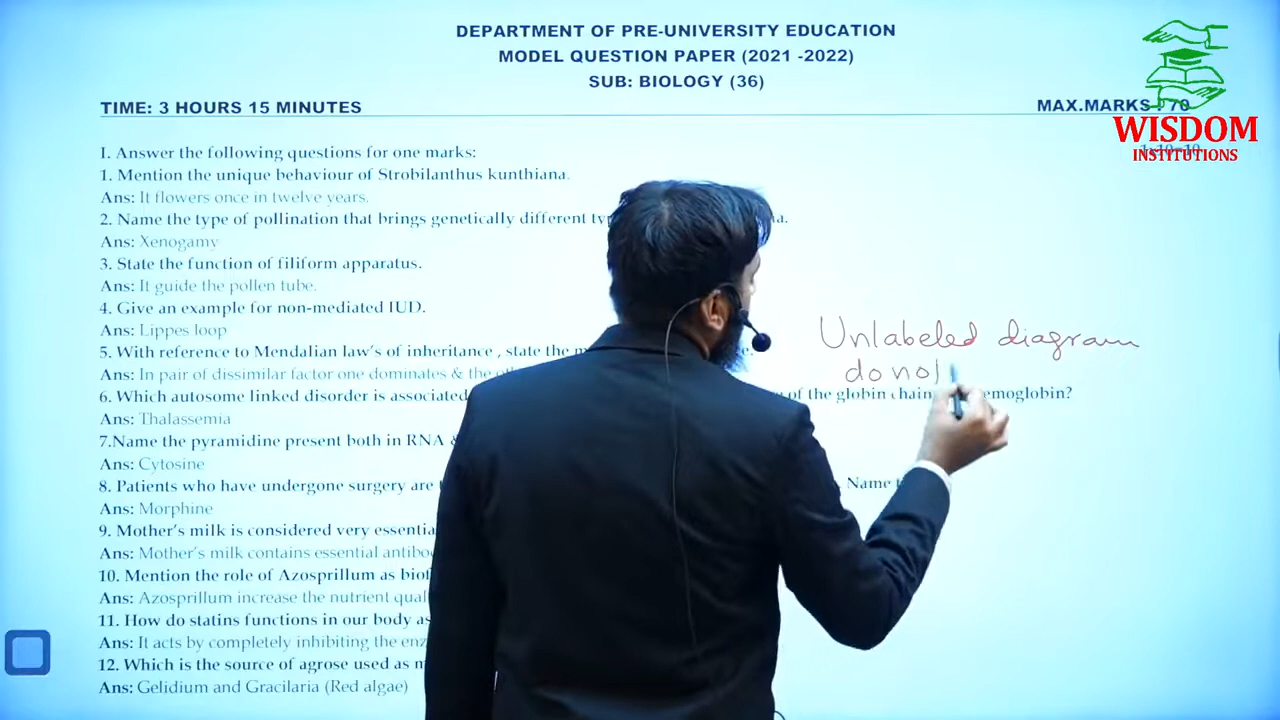 DEPARTMENT OF PRE-UNIVERSITY EDUCATION
MODEL QUESTION PAPER (2021 -2022)
SUB: BIOLOGY (36)
TIME: 3 HOURS 15 MINUTES
MAX.MARKS : 70
WISDOM
INSTITUTIONS
I. Answer the following questions for one marks:
1. Mention the unique behaviour of Strobilanthus kunthiana.
Ans: It flowers once in twelve years.
2. Name the type of pollination that brings genetically different
Ans: Xenogamy
3. State the function of filiform apparatus.
Ans: It guide the pollen tube.
4. Give an example for non-mediated IUD.
Ans: Lippes loop
Unlabeled diagram
do not
5. With reference to Mendalian law's of inheritance , state the
Ans: In pair of dissimilar factor one dominates & the
6. Which autosome linked disorder is associated of the globin chain
Ans: Thalassemia
7.Name the pyramidine present both in RNA
Ans: Cytosine
8. Patients who have undergone surgery are Name
Ans: Morphine
9. Mother's milk is considered very
Ans: Mother's milk contains essential
10. Mention the role of Azosprillum as
Ans: Azosprillum increase the nutrient
11. How do statins functions in our body
Ans: It acts by completely inhibiting the
12. Which is the source of agrose used as
Ans: Gelidium and Gracilaria (Red algae)